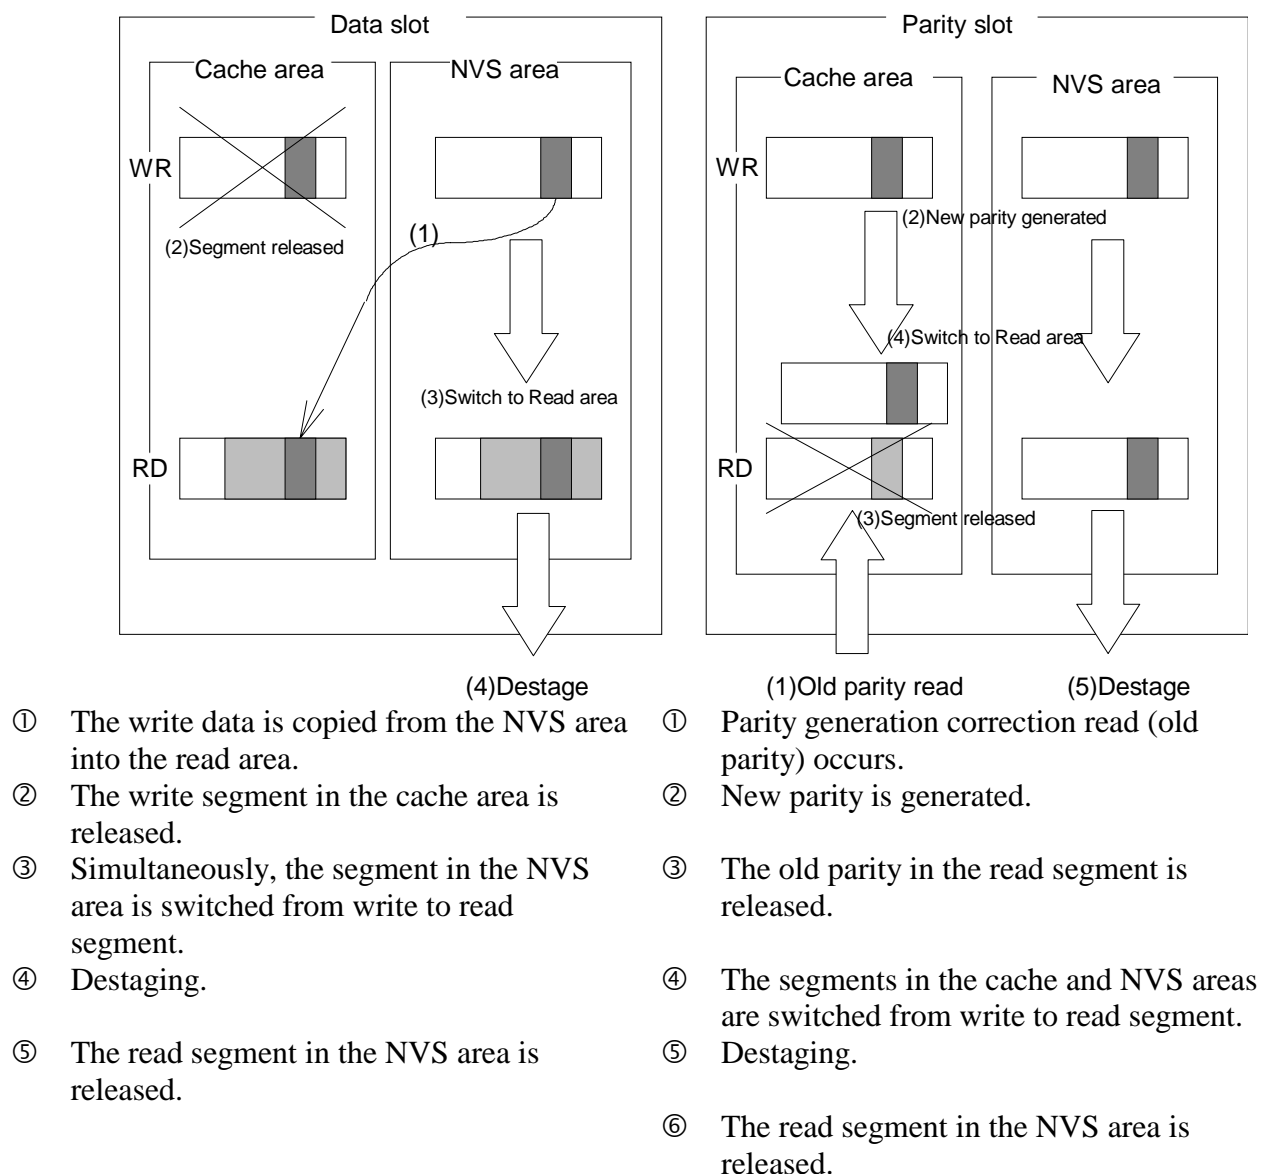 Data slot
Cache area
NVS area
WR
(2)Segment released
(1)
(3)Switch to Read area
RD
(4)Destage
Parity slot
Cache area
NVS area
WR
(2)New parity generated
(4)Switch to Read area
RD
(3)Segment released
(1)Old parity read
(5)Destage
① The write data is copied from the NVS area
into the read area.
② The write segment in the cache area is
released.
③ Simultaneously, the segment in the NVS
area is switched from write to read
segment.
④ Destaging.
⑤ The read segment in the NVS area is
released.
① Parity generation correction read (old
parity) occurs.
② New parity is generated.
③ The old parity in the read segment is
released.
④ The segments in the cache and NVS areas
are switched from write to read segment.
⑤ Destaging.
⑥ The read segment in the NVS area is
released.